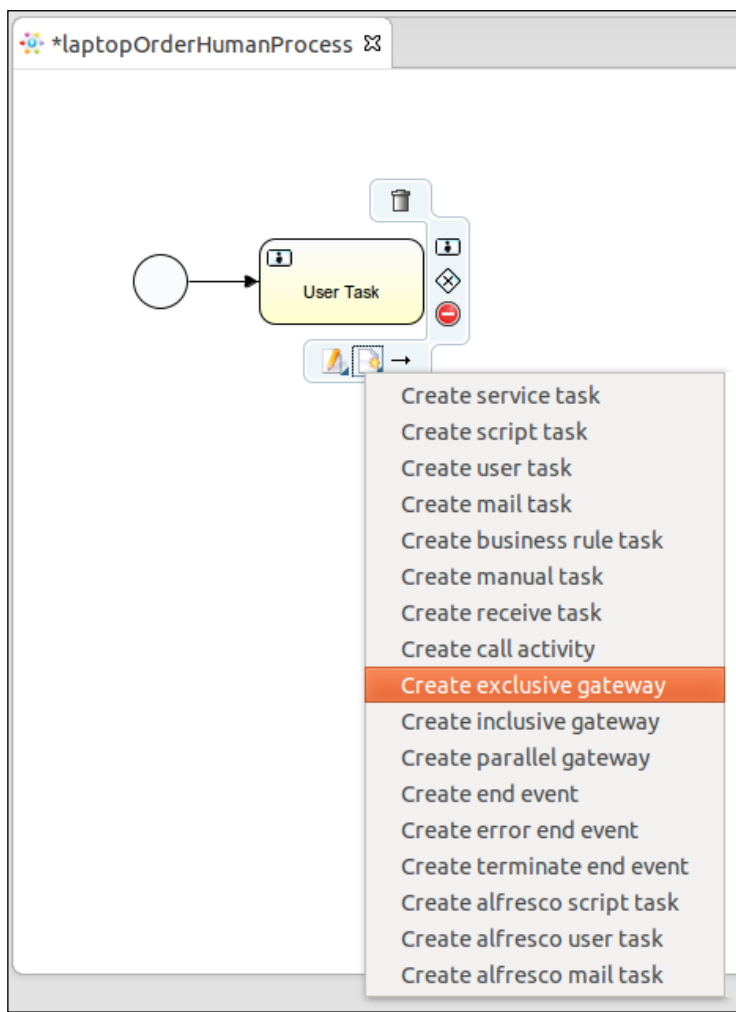 *laptopOrderHumanProcess
User Task
Create service task
Create script task
Create user task
Create mail task
Create business rule task
Create manual task
Create receive task
Create call activity
Create exclusive gateway
Create inclusive gateway
Create parallel gateway
Create end event
Create error end event
Create terminate end event
Create alfresco script task
Create alfresco user task
Create alfresco mail task